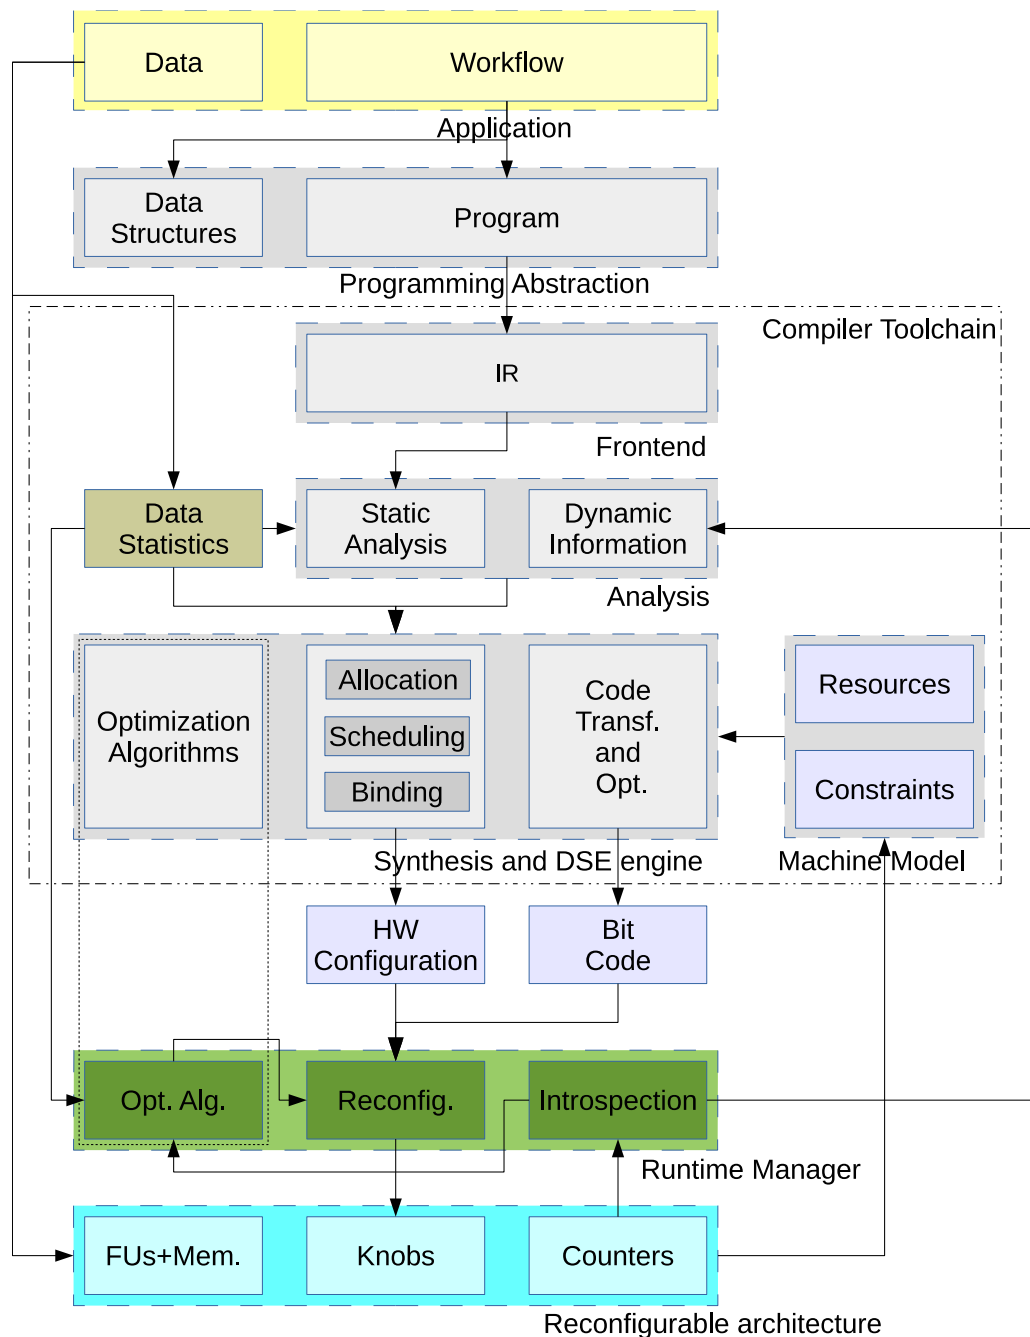 Data
Workflow
Application
Data
Structures
Program
Programming Abstraction
Compiler Toolchain
IR
Frontend
Data
Statistics
Static
Analysis
Dynamic
Information
Analysis
Optimization
Algorithms
Allocation
Scheduling
Binding
Code
Transf.
and
Opt.
Resources
Constraints
Synthesis and DSE engine
Machine Model
HW
Configuration
Bit
Code
Opt. Alg.
Reconfig.
Introspection
Runtime Manager
FUs+Mem.
Knobs
Counters
Reconfigurable architecture